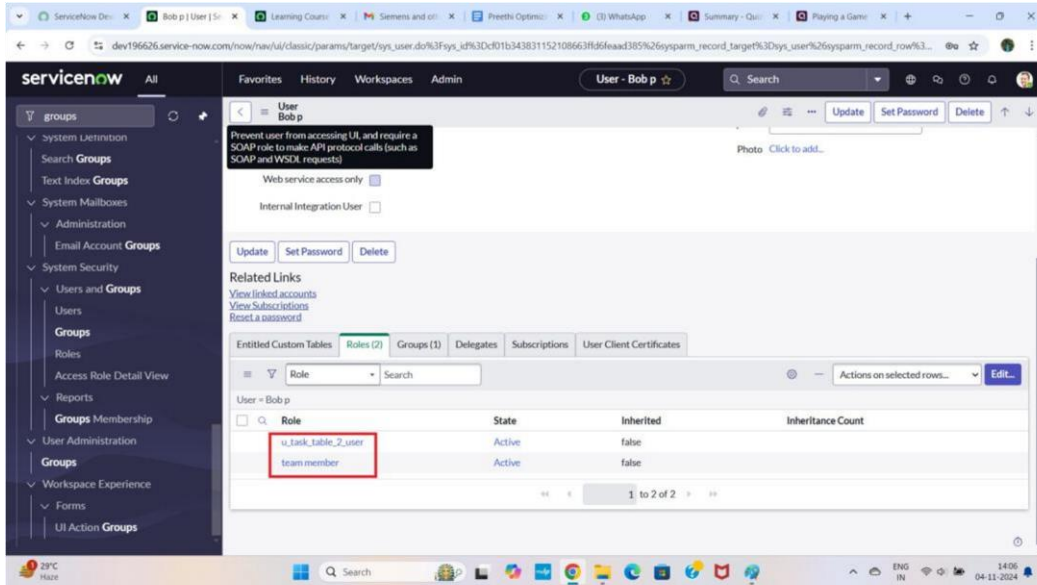 ServiceNow Dev
Bob p | User | Se
Learning Course
Siemens and oth
Preethi Optimiz
(3) WhatsApp
Summary - Qui
Playing a Game
dev196626.service-now.com/now/nav/ui/classic/params/target/sys_user.do%3Fsys_id%3Dcf01b343831152108663ffd6feaad385%26sysparm_record_target%3Dsys_user%26sysparm_record_row%3...
servicenow All Favorites History Workspaces Admin User - Bob p Search
groups
System Definition
Search Groups
Text Index Groups
System Mailboxes
Administration
Email Account Groups
System Security
Users and Groups
Users
Groups
Roles
Access Role Detail View
Reports
Groups Membership
User Administration
Groups
Workspace Experience
Forms
UI Action Groups
User
Bob p
Update Set Password Delete
Prevent user from accessing UI, and require a
SOAP role to make API protocol calls (such as
SOAP and WSDL requests)
Photo Click to add...
Web service access only
Internal Integration User
Update Set Password Delete
Related Links
View linked accounts
View Subscriptions
Reset a password
Entitled Custom Tables Roles (2) Groups (1) Delegates Subscriptions User Client Certificates
Role Search Actions on selected rows... Edit...
User = Bob p
Role State Inherited Inheritance Count
u_task_table_2_user Active false
team member Active false
1 to 2 of 2
29°C
Haze
Search
ENG
IN
14:06
04-11-2024